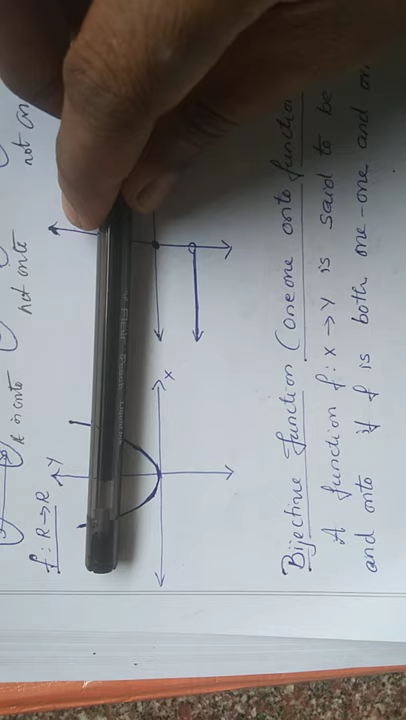 R is onto
not onto
not on
f: R→R
Y
X
Bijective function (one one onto function
A function f: x → y is said to be
and onto if f is both one-one and on